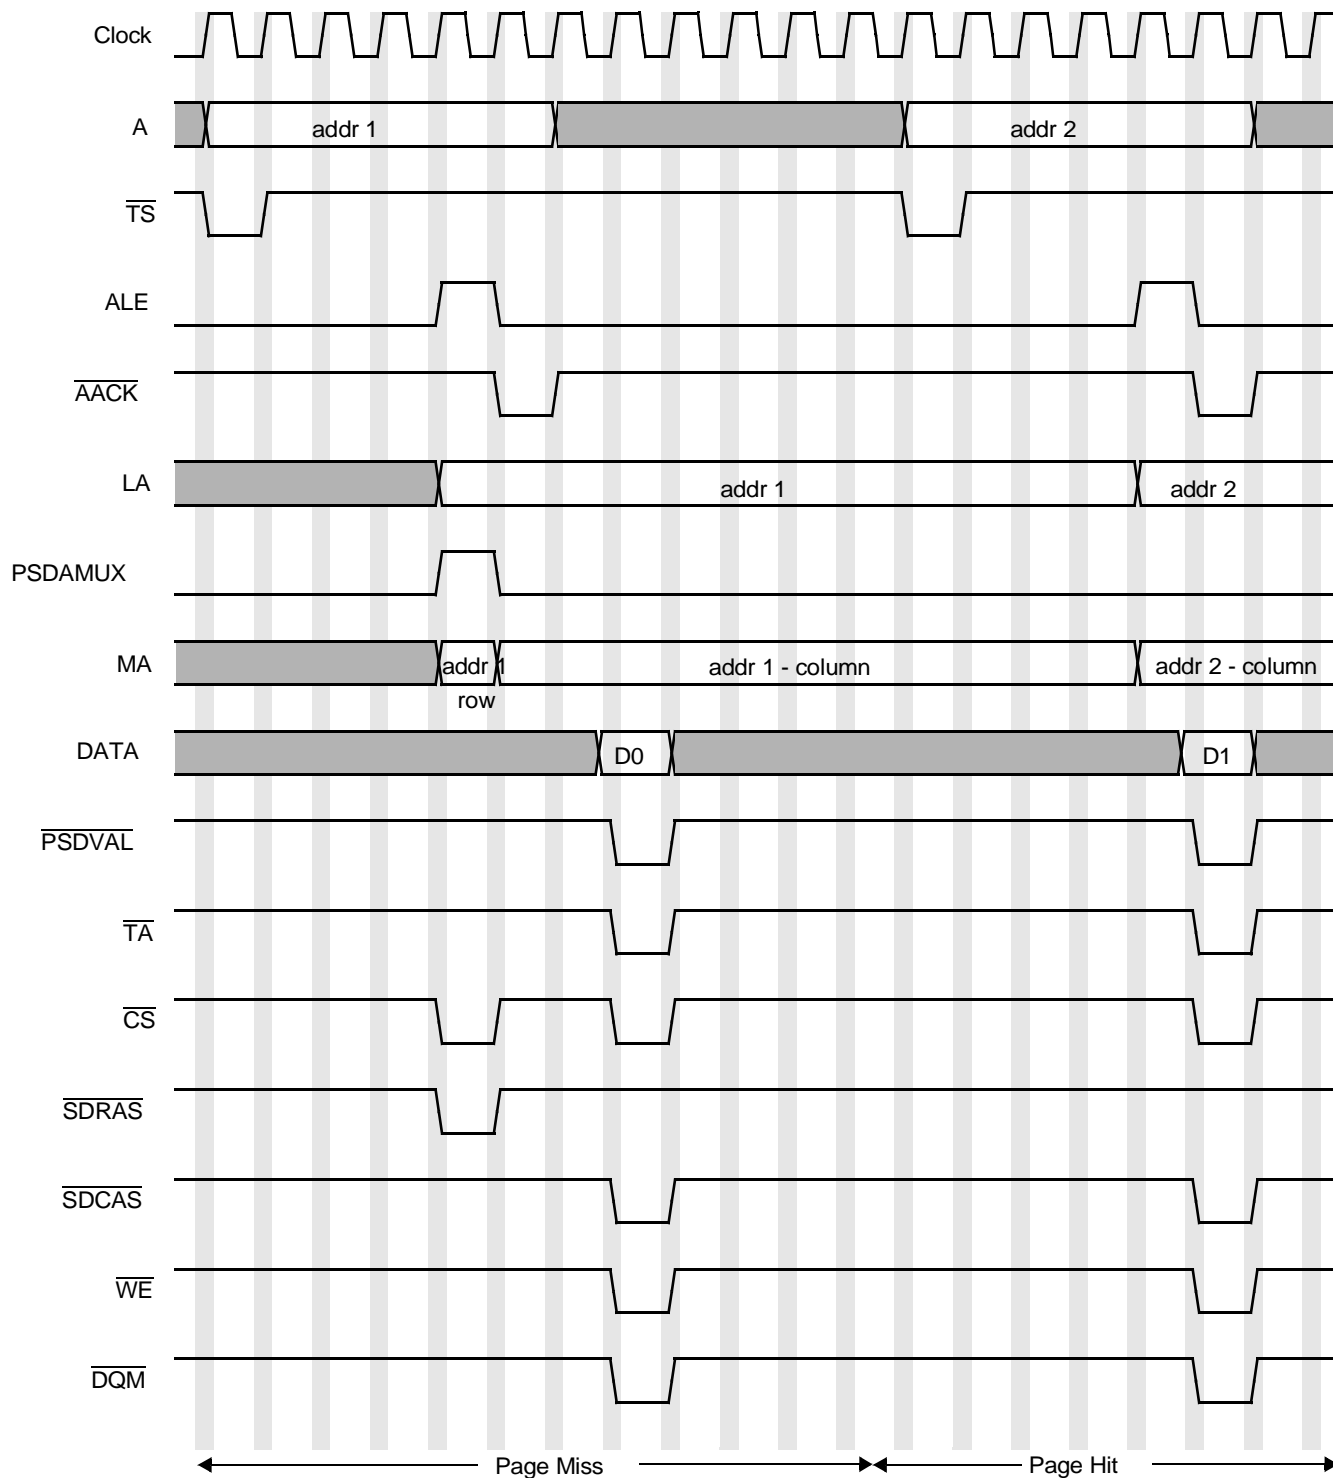 Clock
A
addr 1
addr 2
TS
ALE
AACK
LA
addr 1
addr 2
PSDAMUX
MA
addr 1
row
addr 1 - column
addr 2 - column
DATA
D0
D1
PSDVAL
TA
CS
SDRAS
SDCAS
WE
DQM
Page Miss
Page Hit